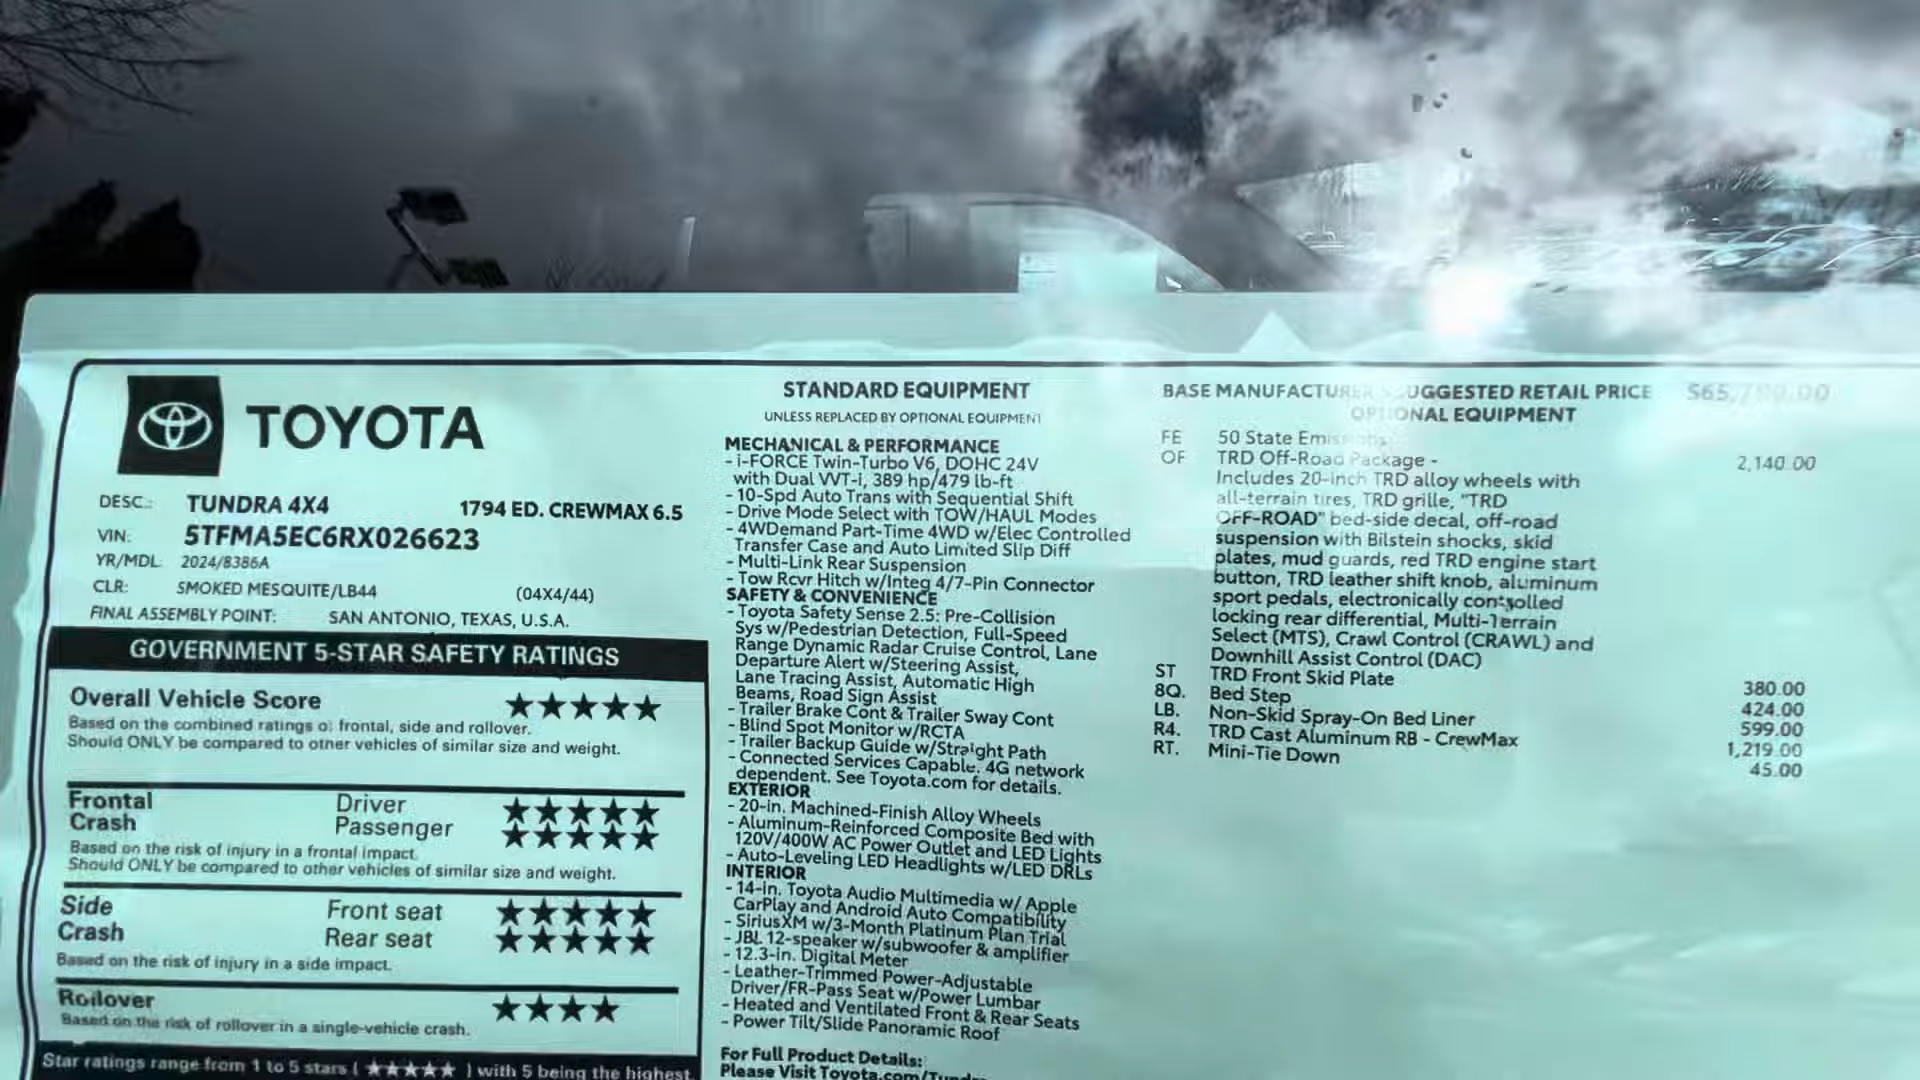 TOYOTA
DESC.: TUNDRA 4X4 1794 ED. CREWMAX 6.5
VIN: 5TFMA5EC6RX026623
YR/MDL: 2024/8386A
CLR: SMOKED MESQUITE/LB44 (04X4/44)
FINAL ASSEMBLY POINT: SAN ANTONIO, TEXAS, U.S.A.
GOVERNMENT 5-STAR SAFETY RATINGS
Overall Vehicle Score ★★★★★
Based on the combined ratings of frontal, side and rollover.
Should ONLY be compared to other vehicles of similar size and weight.
Frontal Driver ★★★★★
Crash Passenger ★★★★★
Based on the risk of injury in a frontal impact.
Should ONLY be compared to other vehicles of similar size and weight.
Side Front seat ★★★★★
Crash Rear seat ★★★★★
Based on the risk of injury in a side impact.
Rollover ★★★★
Based on the risk of rollover in a single-vehicle crash.
Star ratings range from 1 to 5 stars ( ★★★★★ ) with 5 being the highest.
STANDARD EQUIPMENT
UNLESS REPLACED BY OPTIONAL EQUIPMENT
MECHANICAL & PERFORMANCE
- i-FORCE Twin-Turbo V6, DOHC 24V
with Dual VVT-i, 389 hp/479 lb-ft
- 10-Spd Auto Trans with Sequential Shift
- Drive Mode Select with TOW/HAUL Modes
- 4WDemand Part-Time 4WD w/Elec Controlled
Transfer Case and Auto Limited Slip Diff
- Multi-Link Rear Suspension
- Tow Rcvr Hitch w/Integ 4/7-Pin Connector
SAFETY & CONVENIENCE
- Toyota Safety Sense 2.5: Pre-Collision
Sys w/Pedestrian Detection, Full-Speed
Range Dynamic Radar Cruise Control, Lane
Departure Alert w/Steering Assist,
Lane Tracing Assist, Automatic High
Beams, Road Sign Assist
- Trailer Brake Cont & Trailer Sway Cont
- Blind Spot Monitor w/RCTA
- Trailer Backup Guide w/Straight Path
- Connected Services Capable. 4G network
dependent. See Toyota.com for details.
EXTERIOR
- 20-in. Machined-Finish Alloy Wheels
- Aluminum-Reinforced Composite Bed with
120V/400W AC Power Outlet and LED Lights
- Auto-Leveling LED Headlights w/LED DRLs
INTERIOR
- 14-in. Toyota Audio Multimedia w/ Apple
CarPlay and Android Auto Compatibility
- SiriusXM w/3-Month Platinum Plan Trial
- JBL 12-speaker w/subwoofer & amplifier
- 12.3-in. Digital Meter
- Leather-Trimmed Power-Adjustable
Driver/FR-Pass Seat w/Power Lumbar
- Heated and Ventilated Front & Rear Seats
- Power Tilt/Slide Panoramic Roof
For Full Product Details:
Please Visit Toyota.com/
BASE MANUFACTURER'S SUGGESTED RETAIL PRICE
OPTIONAL EQUIPMENT
FE 50 State Emissions
OF TRD Off-Road Package - 2,140.00
Includes 20-inch TRD alloy wheels with
all-terrain tires, TRD grille, "TRD
OFF-ROAD" bed-side decal, off-road
suspension with Bilstein shocks, skid
plates, mud guards, red TRD engine start
button, TRD leather shift knob, aluminum
sport pedals, electronically controlled
locking rear differential, Multi-Terrain
Select (MTS), Crawl Control (CRAWL) and
Downhill Assist Control (DAC)
ST TRD Front Skid Plate 380.00
8Q. Bed Step 424.00
LB. Non-Skid Spray-On Bed Liner 599.00
R4. TRD Cast Aluminum RB - CrewMax 1,219.00
RT. Mini-Tie Down 45.00